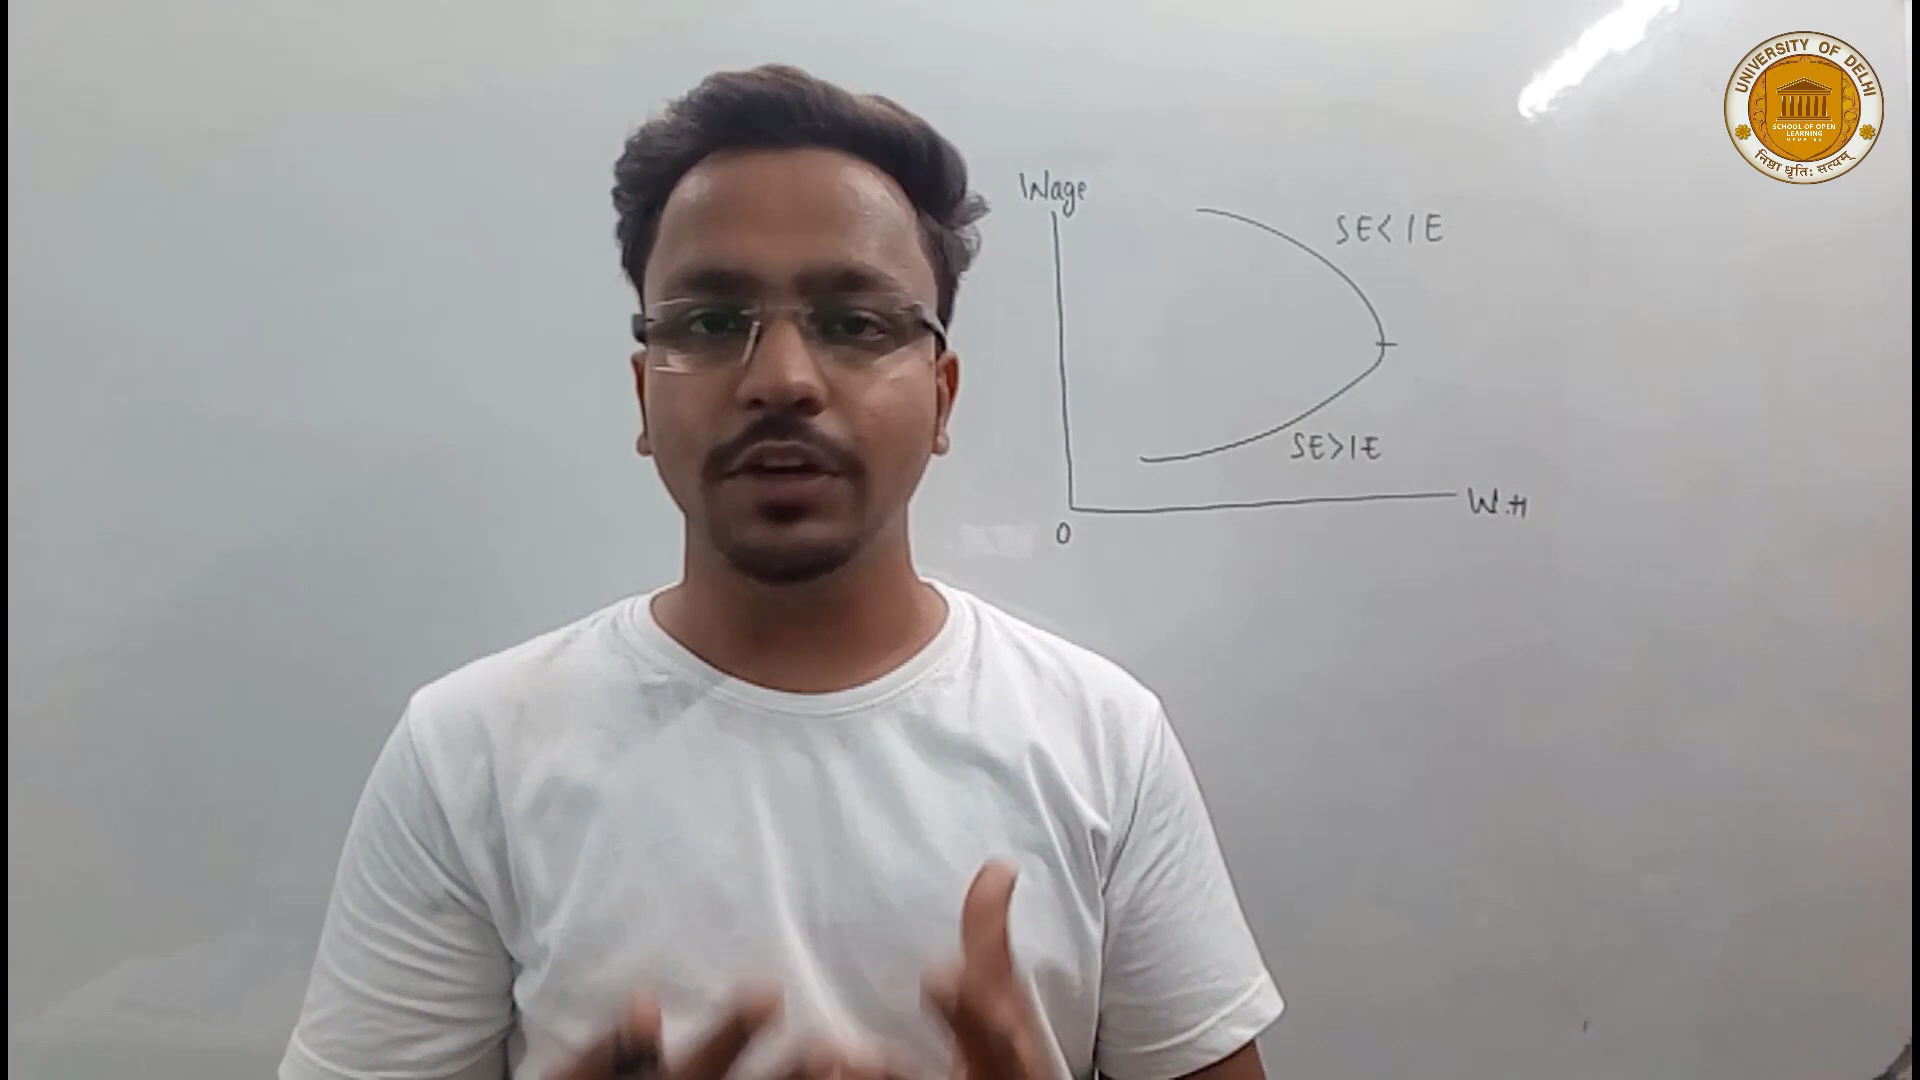 UNIVERSITY OF DELHI
SCHOOL OF OPEN
LEARNING
निष्ठा धृतिः सत्यम्
Wage
SE< IE
SE>IE
W.H
0